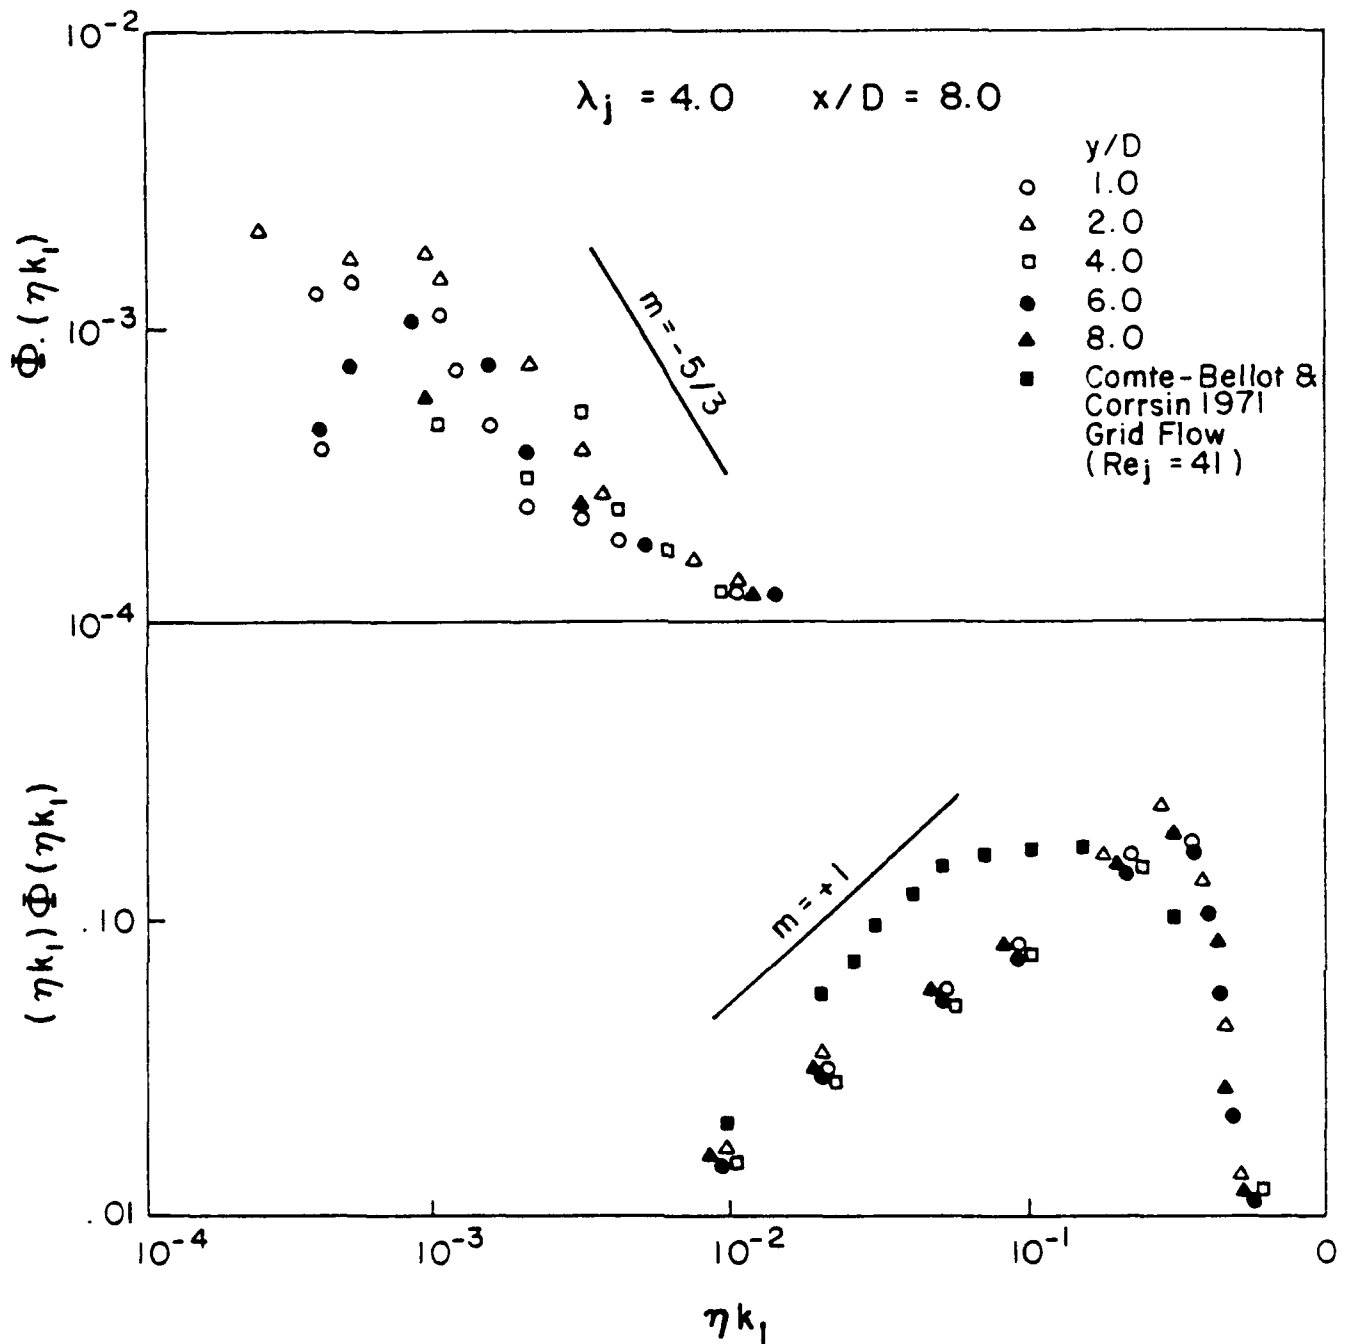 10⁻²
λj = 4.0 x/D = 8.0
y/D
1.0
2.0
4.0
6.0
8.0
Comte-Bellot &
Corrsin 1971
Grid Flow
(Rej = 41)
Φ.(ηk₁)
10⁻³
m = -5/3
10⁻⁴
(ηk₁)Φ(ηk₁)
m = +1
.10
.01
10⁻⁴ 10⁻³ 10⁻² 10⁻¹ 0
ηk₁